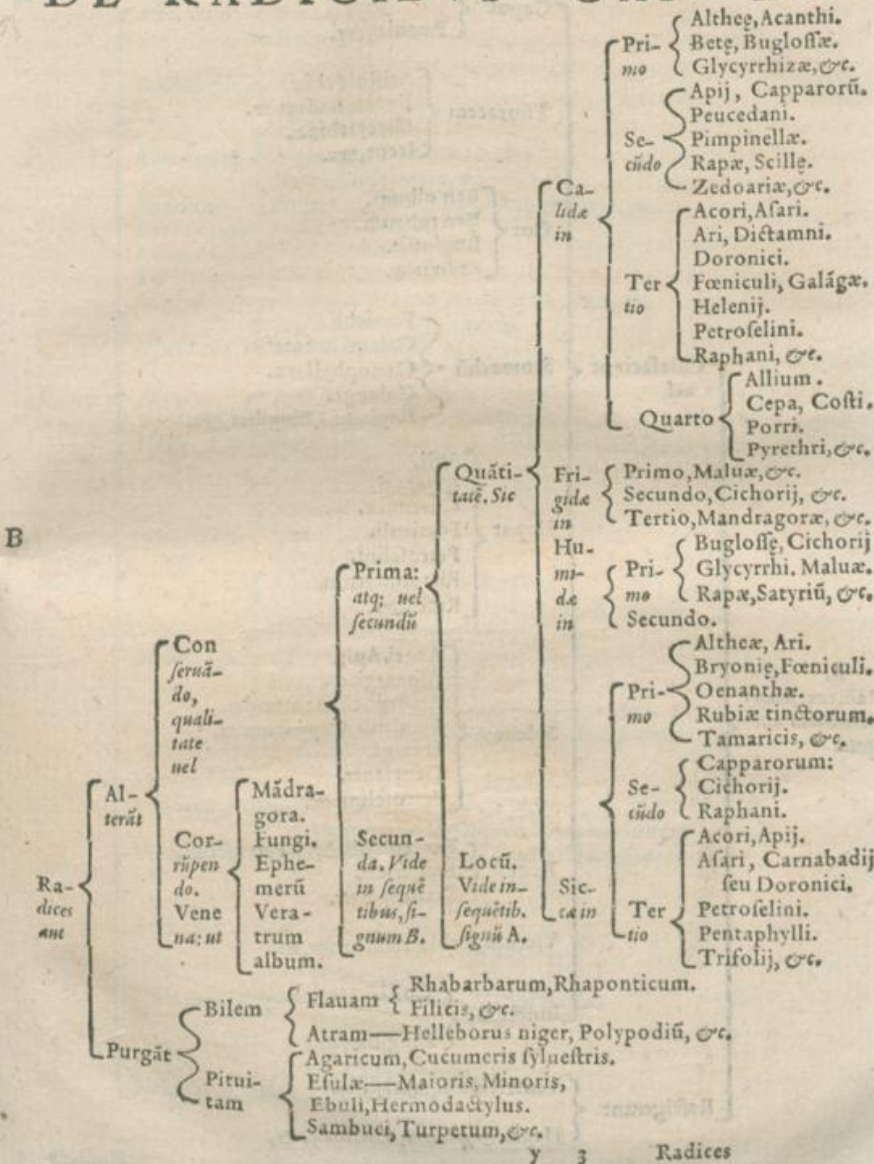 DE RADICIBVS
Altheę, Acanthi.
Pri-
mo
Betę, Buglossæ.
Glycyrrhizæ, &c.
Apij, Capparorũ.
Peucedani.
Se-
cũdo
Pimpinellæ.
Rapæ, Scillę.
Zedoariæ, &c.
Ca-
lidæ
in
Acori, Asari.
Ari, Dictamni.
Doronici.
Ter
tio
Fœniculi, Galãgæ.
Helenij.
Petroselini.
Raphani, &c.
Quarto
Allium.
Cepa, Costi.
Porri.
Pyrethri, &c.
Quãti-
tatẽ. Sic
Fri-
gidæ
in
Primo, Maluæ, &c.
Secundo, Cichorij, &c.
Tertio, Mandragoræ, &c.
B
Hu-
mi-
dæ
in
Pri-
mo
Buglossę, Cichorij
Glycyrrhi. Maluæ.
Rapæ, Satyriũ, &c.
Secundo.
Prima:
atq; uel
secundũ
Con
seruã-
do,
quali-
tate
uel
Altheæ, Ari.
Bryonię, Fœniculi.
Pri-
mo
Oenanthæ.
Rubiæ tinctorum.
Tamaricis, &c.
Se-
cũdo
Capparorum:
Cichorij.
Raphani.
Al-
terãt
Mãdra-
gora.
Fungi.
Ephe-
merũ
Vera-
trum
album.
Cor-
rũpen
do.
Vene
na: ut
Secun-
da. Vide
in sequẽ
tibus, si-
gnum B.
Locũ.
Vide in-
sequẽtib.
signũ A.
Sic-
cæ in
Acori, Apij.
Asari, Carnabadij
seu Doronici.
Ter
tio
Petroselini.
Pentaphylli.
Trifolij, &c.
Ra-
dices
aut
Purgãt
Bilem
Flauam
Rhabarbarum, Rhaponticum.
Filicis, &c.
Atram—Helleborus niger, Polypodiũ, &c.
Pitui-
tam
Agaricum, Cucumeris syluestris.
Esulæ—Maioris, Minoris,
Ebuli, Hermodactylus.
Sambuci, Turpetum, &c.
y 3 Radices